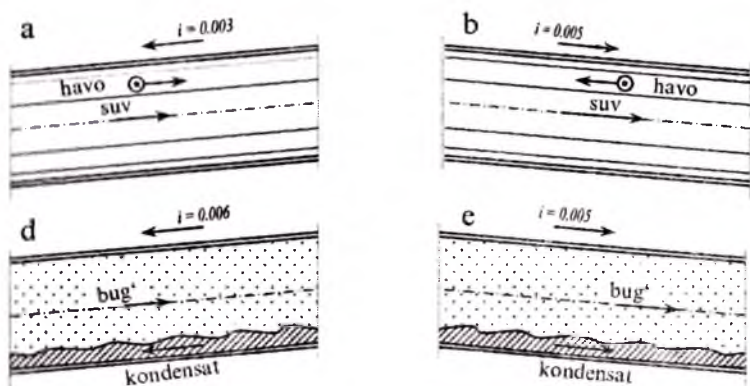 a
i = 0.003
havo
suv
b
i = 0.005
havo
suv
d
i = 0.006
bug‘
kondensat
e
i = 0.005
bug‘
kondensat